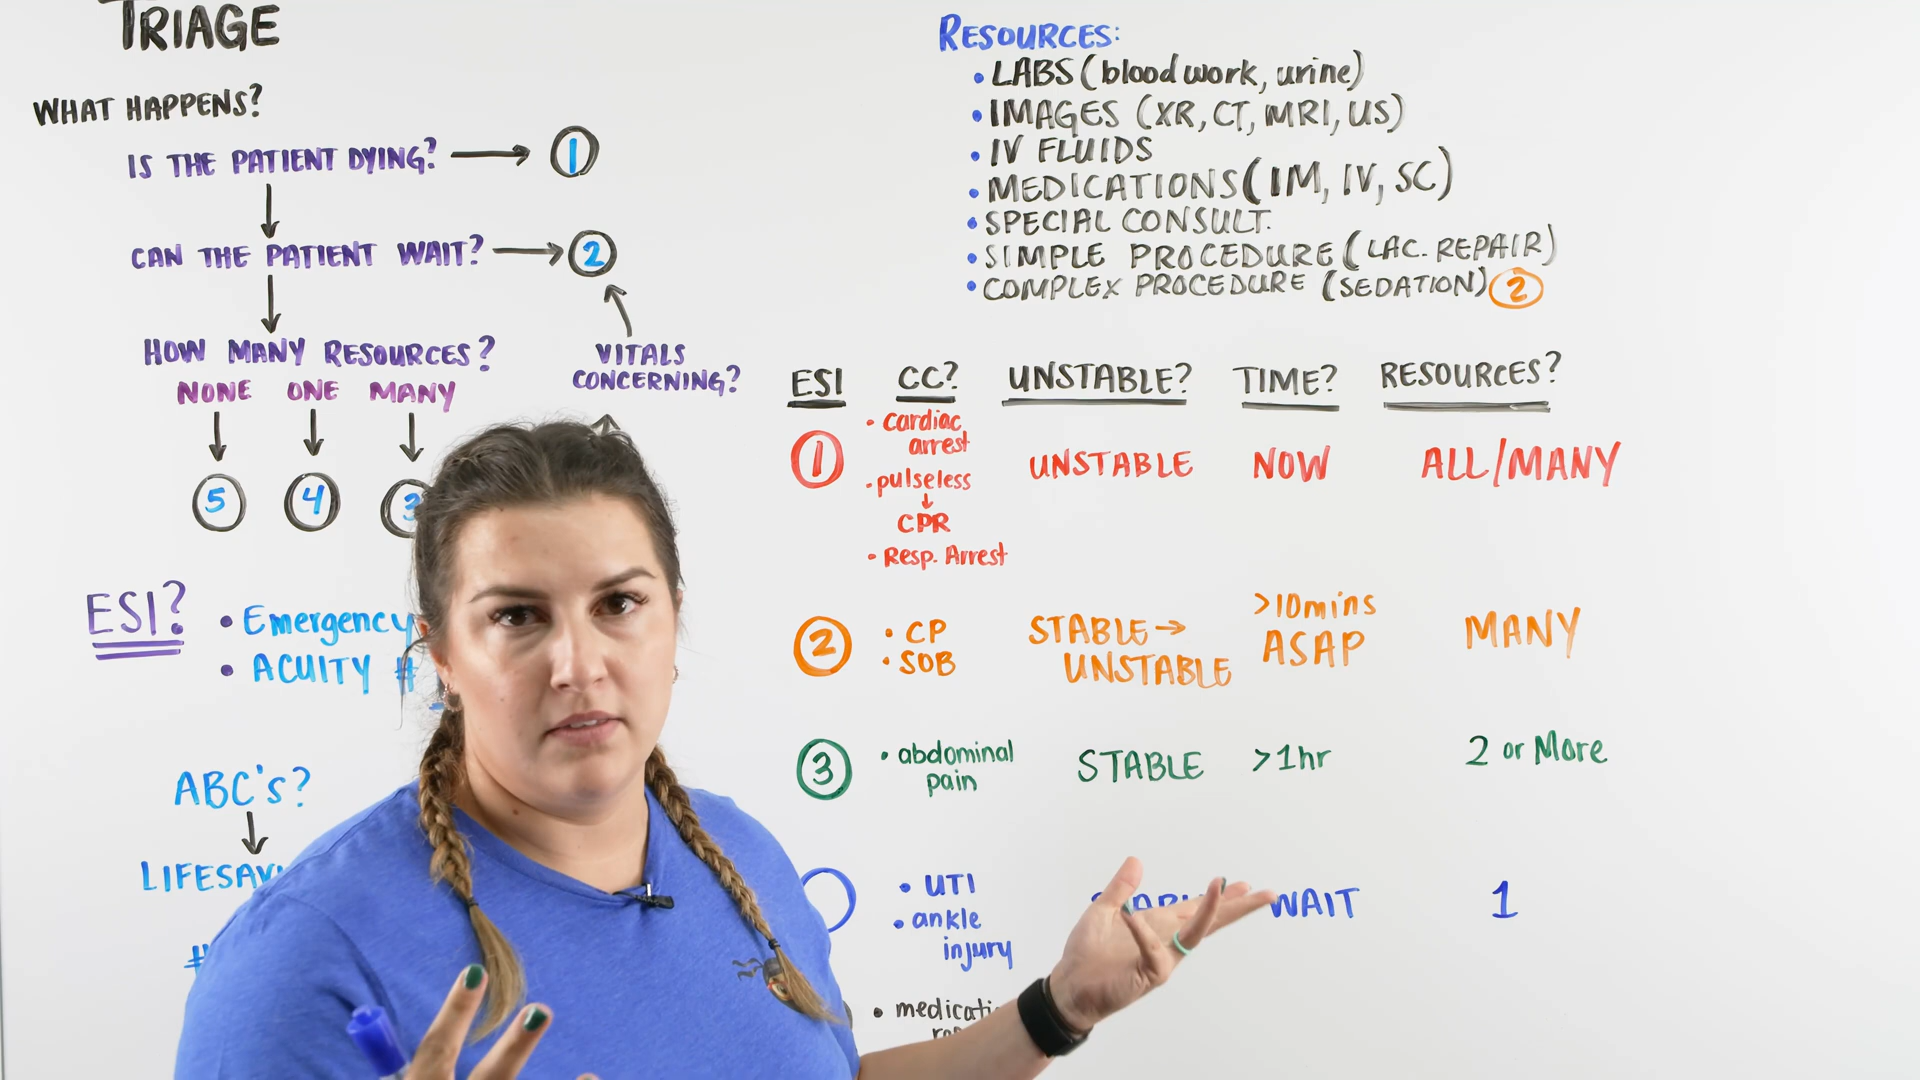 TRIAGE
WHAT HAPPENS?
IS THE PATIENT DYING? 1
CAN THE PATIENT WAIT? 2
HOW MANY RESOURCES?
NONE ONE MANY
5 4 3
VITALS
CONCERNING?
ESI?
• Emergency
• ACUITY #
ABC's?
#
RESOURCES:
• LABS (blood work, urine)
• IMAGES (XR, CT, MRI, US)
• IV FLUIDS
• MEDICATIONS (IM, IV, SC)
• SPECIAL CONSULT.
• SIMPLE PROCEDURE (LAC. REPAIR)
• COMPLEX PROCEDURE (SEDATION) 2
ESI CC? UNSTABLE? TIME? RESOURCES?
1
• cardiac
arrest
• pulseless
CPR
• Resp. Arrest
UNSTABLE NOW ALL/MANY
2
• CP
• SOB
STABLE
UNSTABLE
>10mins
ASAP
MANY
3
• abdominal
pain
STABLE >1hr 2 or More
• UTI
• ankle
injury
WAIT 1